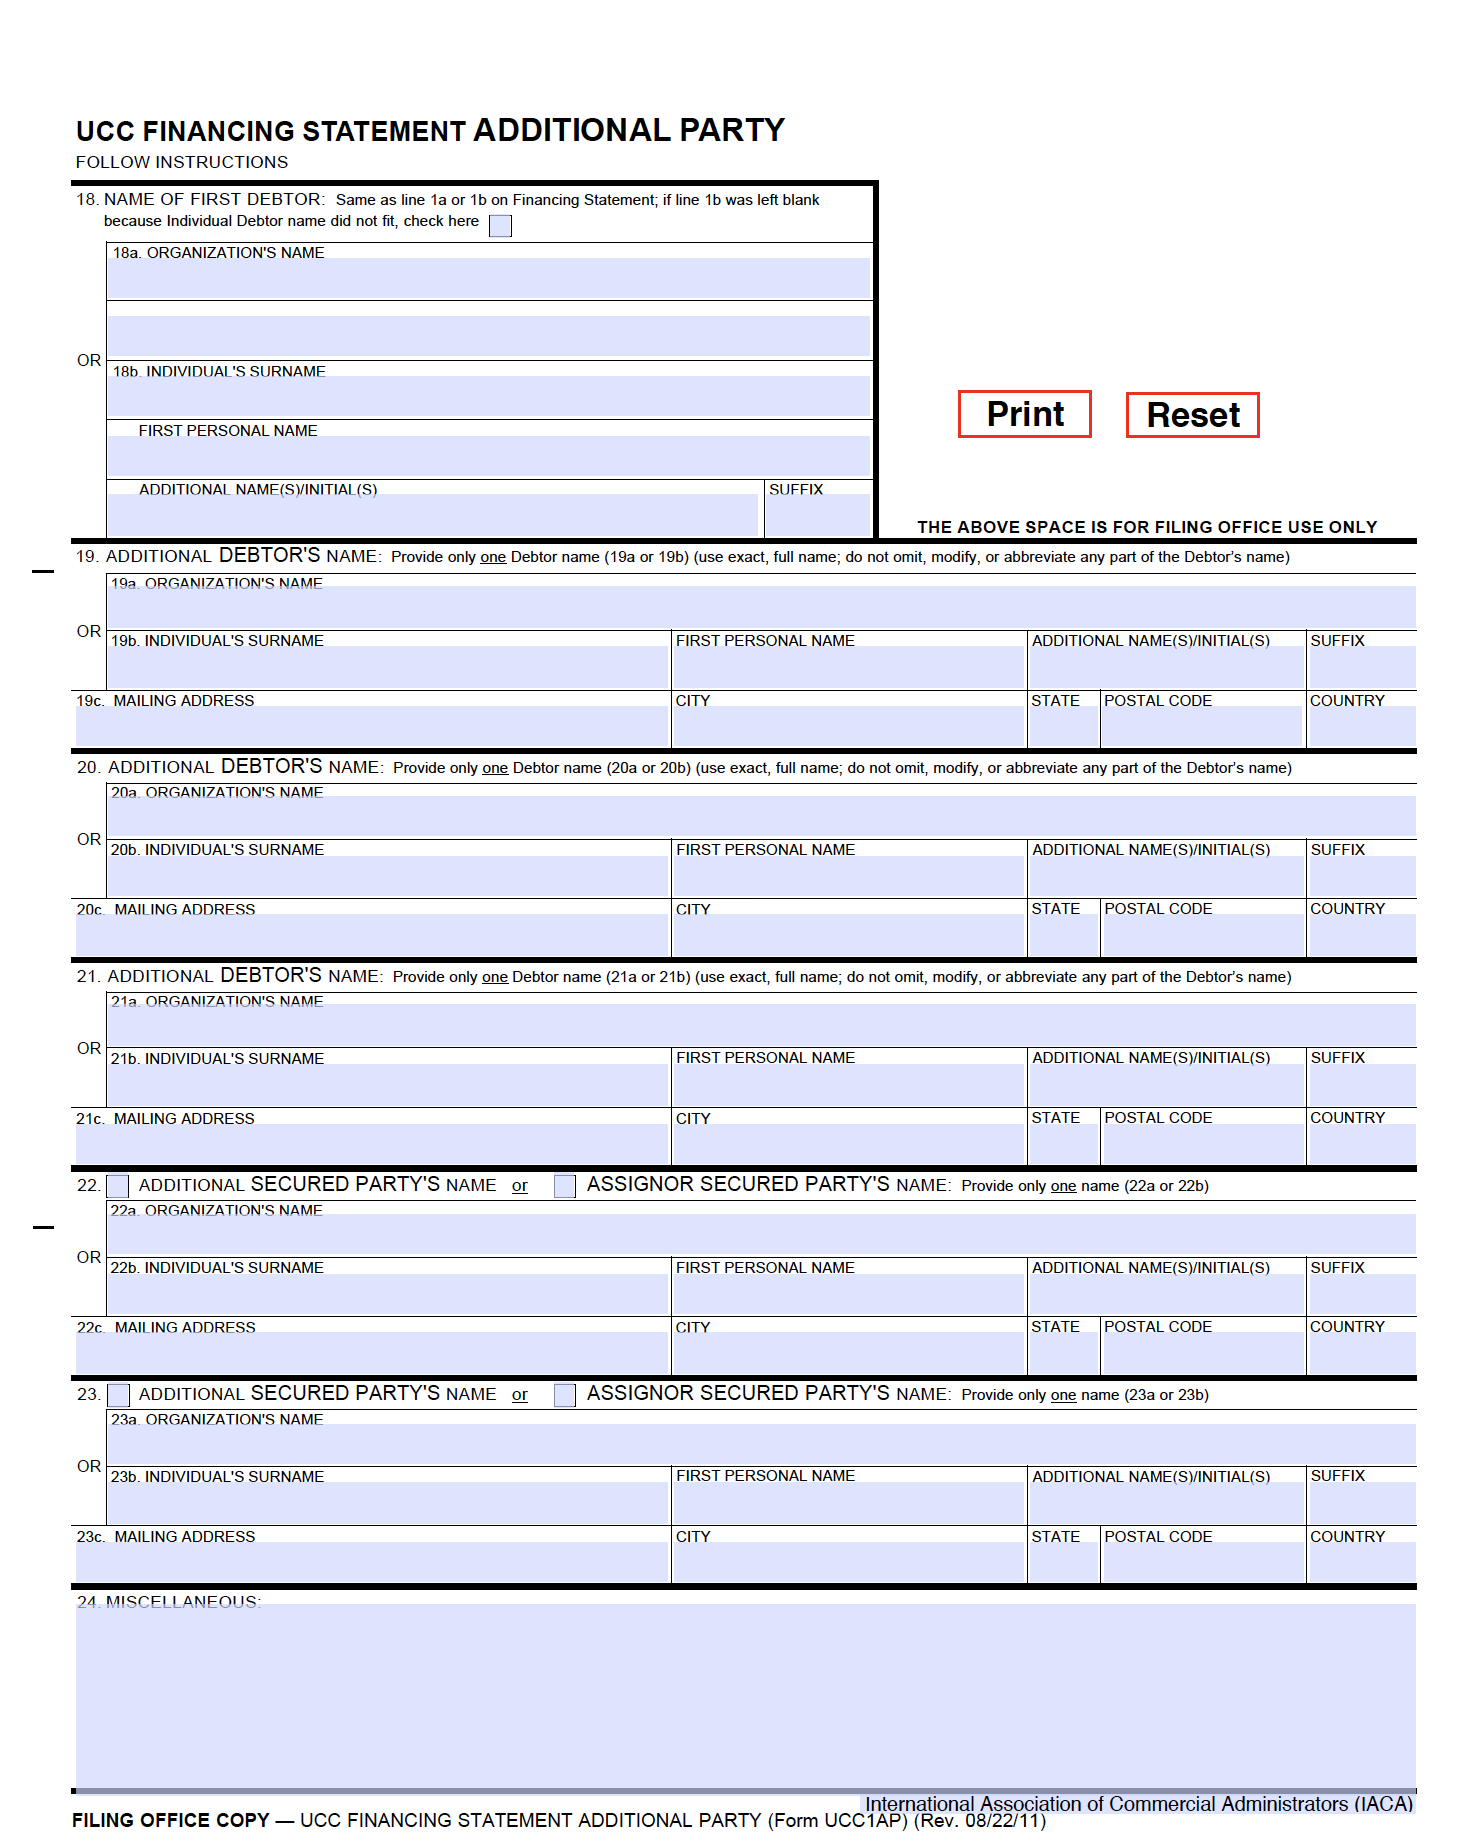 UCC FINANCING STATEMENT ADDITIONAL PARTY
FOLLOW INSTRUCTIONS
18. NAME OF FIRST DEBTOR: Same as line 1a or 1b on Financing Statement; if line 1b was left blank
because Individual Debtor name did not fit, check here
18a. ORGANIZATION'S NAME
OR
18b. INDIVIDUAL'S SURNAME
FIRST PERSONAL NAME
ADDITIONAL NAME(S)/INITIAL(S) SUFFIX
Print Reset
THE ABOVE SPACE IS FOR FILING OFFICE USE ONLY
19. ADDITIONAL DEBTOR'S NAME: Provide only one Debtor name (19a or 19b) (use exact, full name; do not omit, modify, or abbreviate any part of the Debtor's name)
19a. ORGANIZATION'S NAME
OR
19b. INDIVIDUAL'S SURNAME FIRST PERSONAL NAME ADDITIONAL NAME(S)/INITIAL(S) SUFFIX
19c. MAILING ADDRESS CITY STATE POSTAL CODE COUNTRY
20. ADDITIONAL DEBTOR'S NAME: Provide only one Debtor name (20a or 20b) (use exact, full name; do not omit, modify, or abbreviate any part of the Debtor's name)
20a. ORGANIZATION'S NAME
OR
20b. INDIVIDUAL'S SURNAME FIRST PERSONAL NAME ADDITIONAL NAME(S)/INITIAL(S) SUFFIX
20c. MAILING ADDRESS CITY STATE POSTAL CODE COUNTRY
21. ADDITIONAL DEBTOR'S NAME: Provide only one Debtor name (21a or 21b) (use exact, full name; do not omit, modify, or abbreviate any part of the Debtor's name)
21a. ORGANIZATION'S NAME
OR
21b. INDIVIDUAL'S SURNAME FIRST PERSONAL NAME ADDITIONAL NAME(S)/INITIAL(S) SUFFIX
21c. MAILING ADDRESS CITY STATE POSTAL CODE COUNTRY
22. ADDITIONAL SECURED PARTY'S NAME or ASSIGNOR SECURED PARTY'S NAME: Provide only one name (22a or 22b)
22a. ORGANIZATION'S NAME
OR
22b. INDIVIDUAL'S SURNAME FIRST PERSONAL NAME ADDITIONAL NAME(S)/INITIAL(S) SUFFIX
22c. MAILING ADDRESS CITY STATE POSTAL CODE COUNTRY
23. ADDITIONAL SECURED PARTY'S NAME or ASSIGNOR SECURED PARTY'S NAME: Provide only one name (23a or 23b)
23a. ORGANIZATION'S NAME
OR
23b. INDIVIDUAL'S SURNAME FIRST PERSONAL NAME ADDITIONAL NAME(S)/INITIAL(S) SUFFIX
23c. MAILING ADDRESS CITY STATE POSTAL CODE COUNTRY
24. MISCELLANEOUS:
International Association of Commercial Administrators (IACA)
FILING OFFICE COPY — UCC FINANCING STATEMENT ADDITIONAL PARTY (Form UCC1AP) (Rev. 08/22/11)